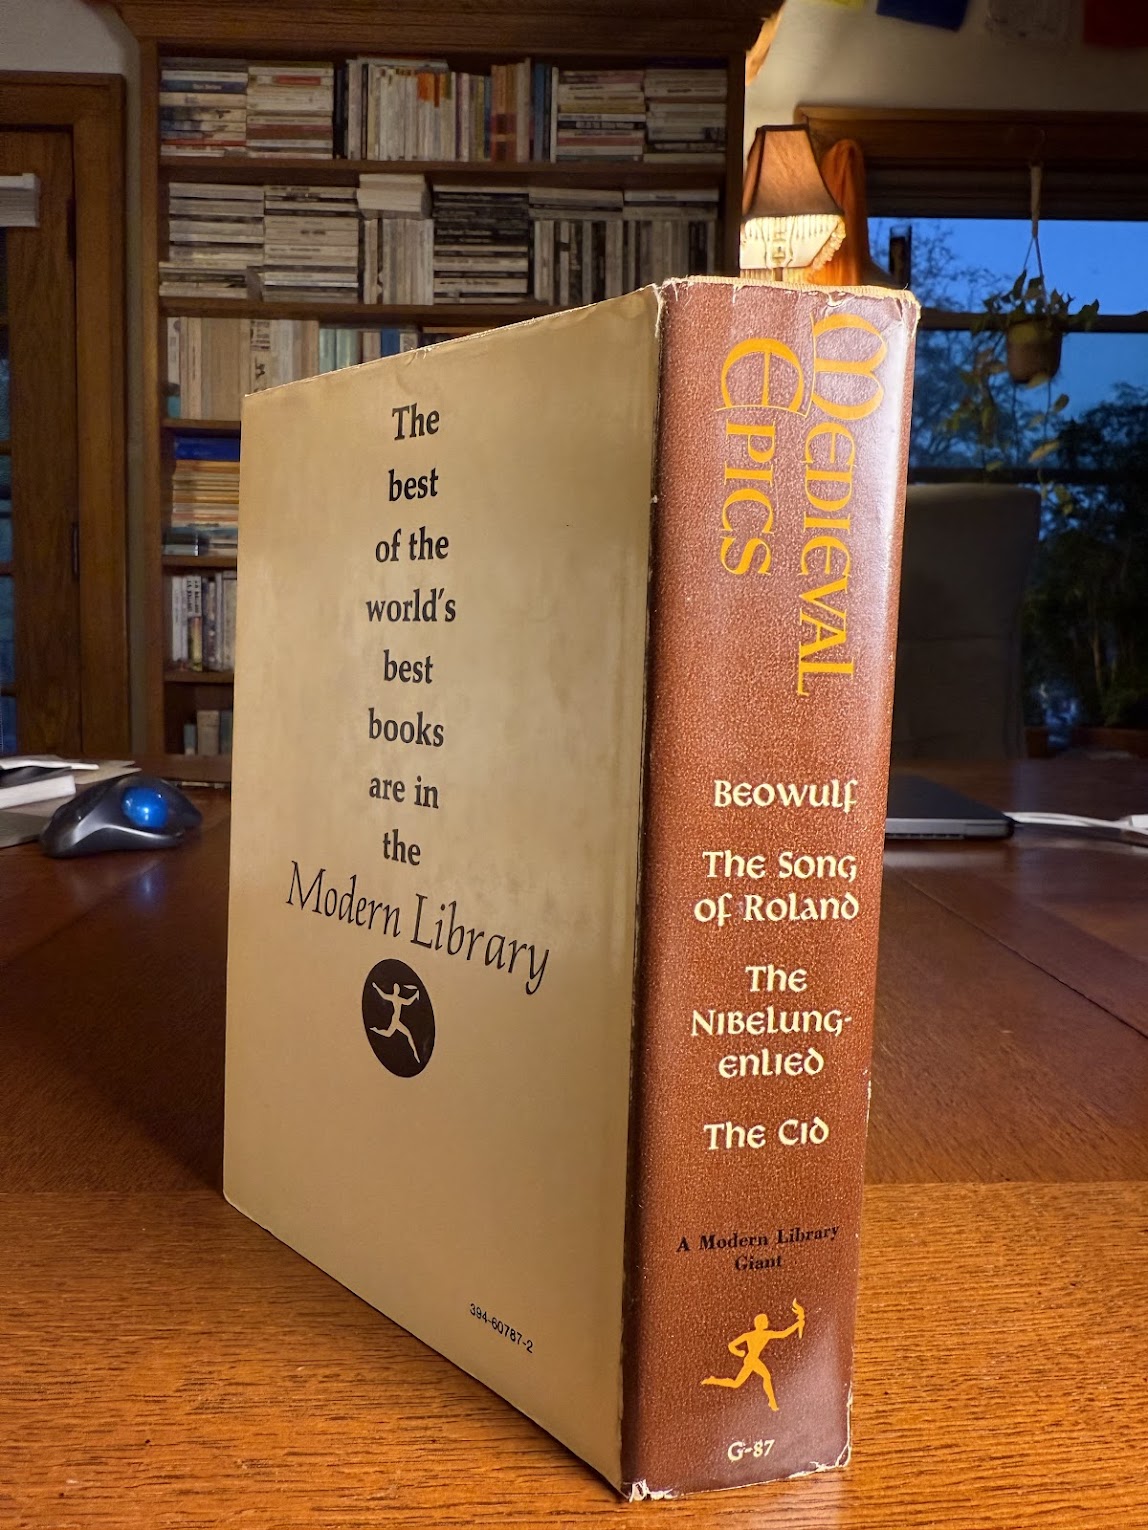 The
best
of the
world's
best
books
are in
the
Modern Library
394-60787-2
Medieval
Epics
Beowulf
The Song
of Roland
The
Nibelung-
enlied
The Cid
A Modern Library
Giant
G-87